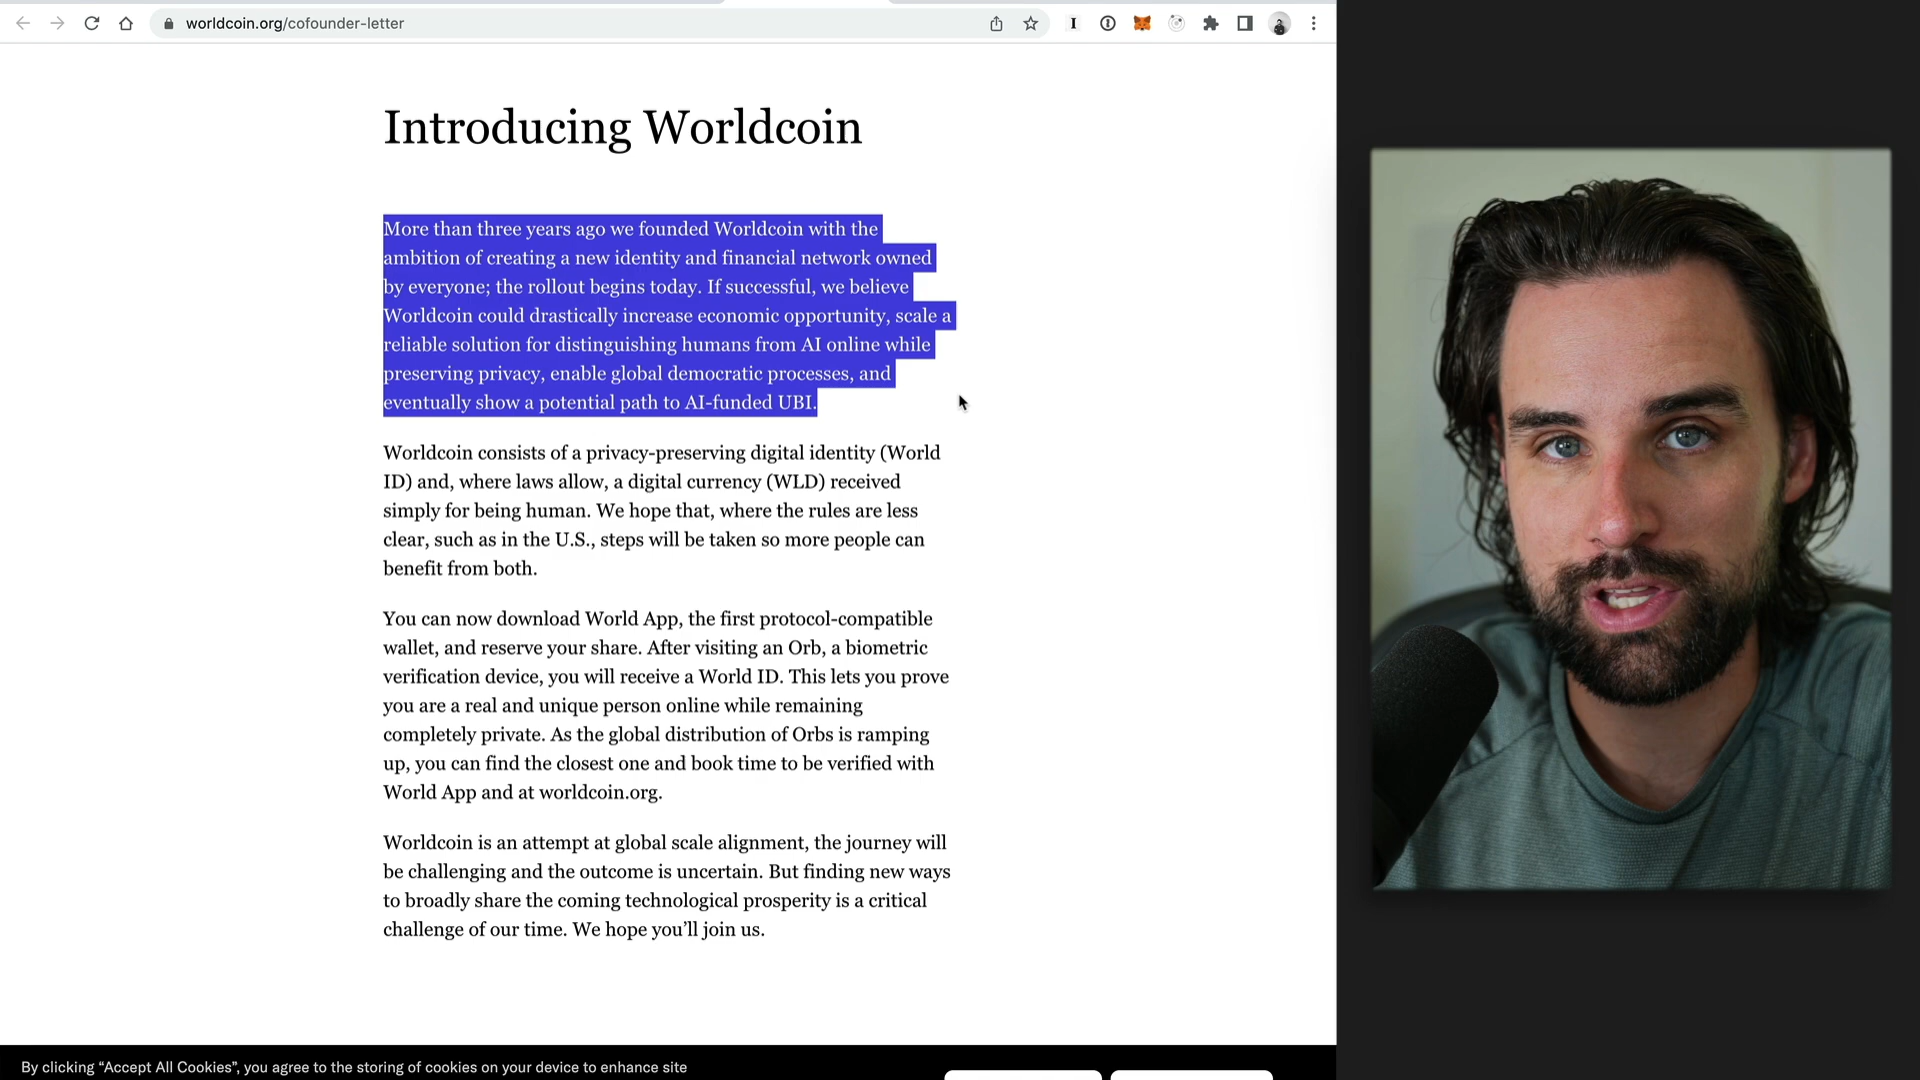 worldcoin.org/cofounder-letter
Introducing Worldcoin
More than three years ago we founded Worldcoin with the
ambition of creating a new identity and financial network owned
by everyone; the rollout begins today. If successful, we believe
Worldcoin could drastically increase economic opportunity, scale a
reliable solution for distinguishing humans from AI online while
preserving privacy, enable global democratic processes, and
eventually show a potential path to AI-funded UBI.
Worldcoin consists of a privacy-preserving digital identity (World
ID) and, where laws allow, a digital currency (WLD) received
simply for being human. We hope that, where the rules are less
clear, such as in the U.S., steps will be taken so more people can
benefit from both.
You can now download World App, the first protocol-compatible
wallet, and reserve your share. After visiting an Orb, a biometric
verification device, you will receive a World ID. This lets you prove
you are a real and unique person online while remaining
completely private. As the global distribution of Orbs is ramping
up, you can find the closest one and book time to be verified with
World App and at worldcoin.org.
Worldcoin is an attempt at global scale alignment, the journey will
be challenging and the outcome is uncertain. But finding new ways
to broadly share the coming technological prosperity is a critical
challenge of our time. We hope you’ll join us.
By clicking “Accept All Cookies”, you agree to the storing of cookies on your device to enhance site